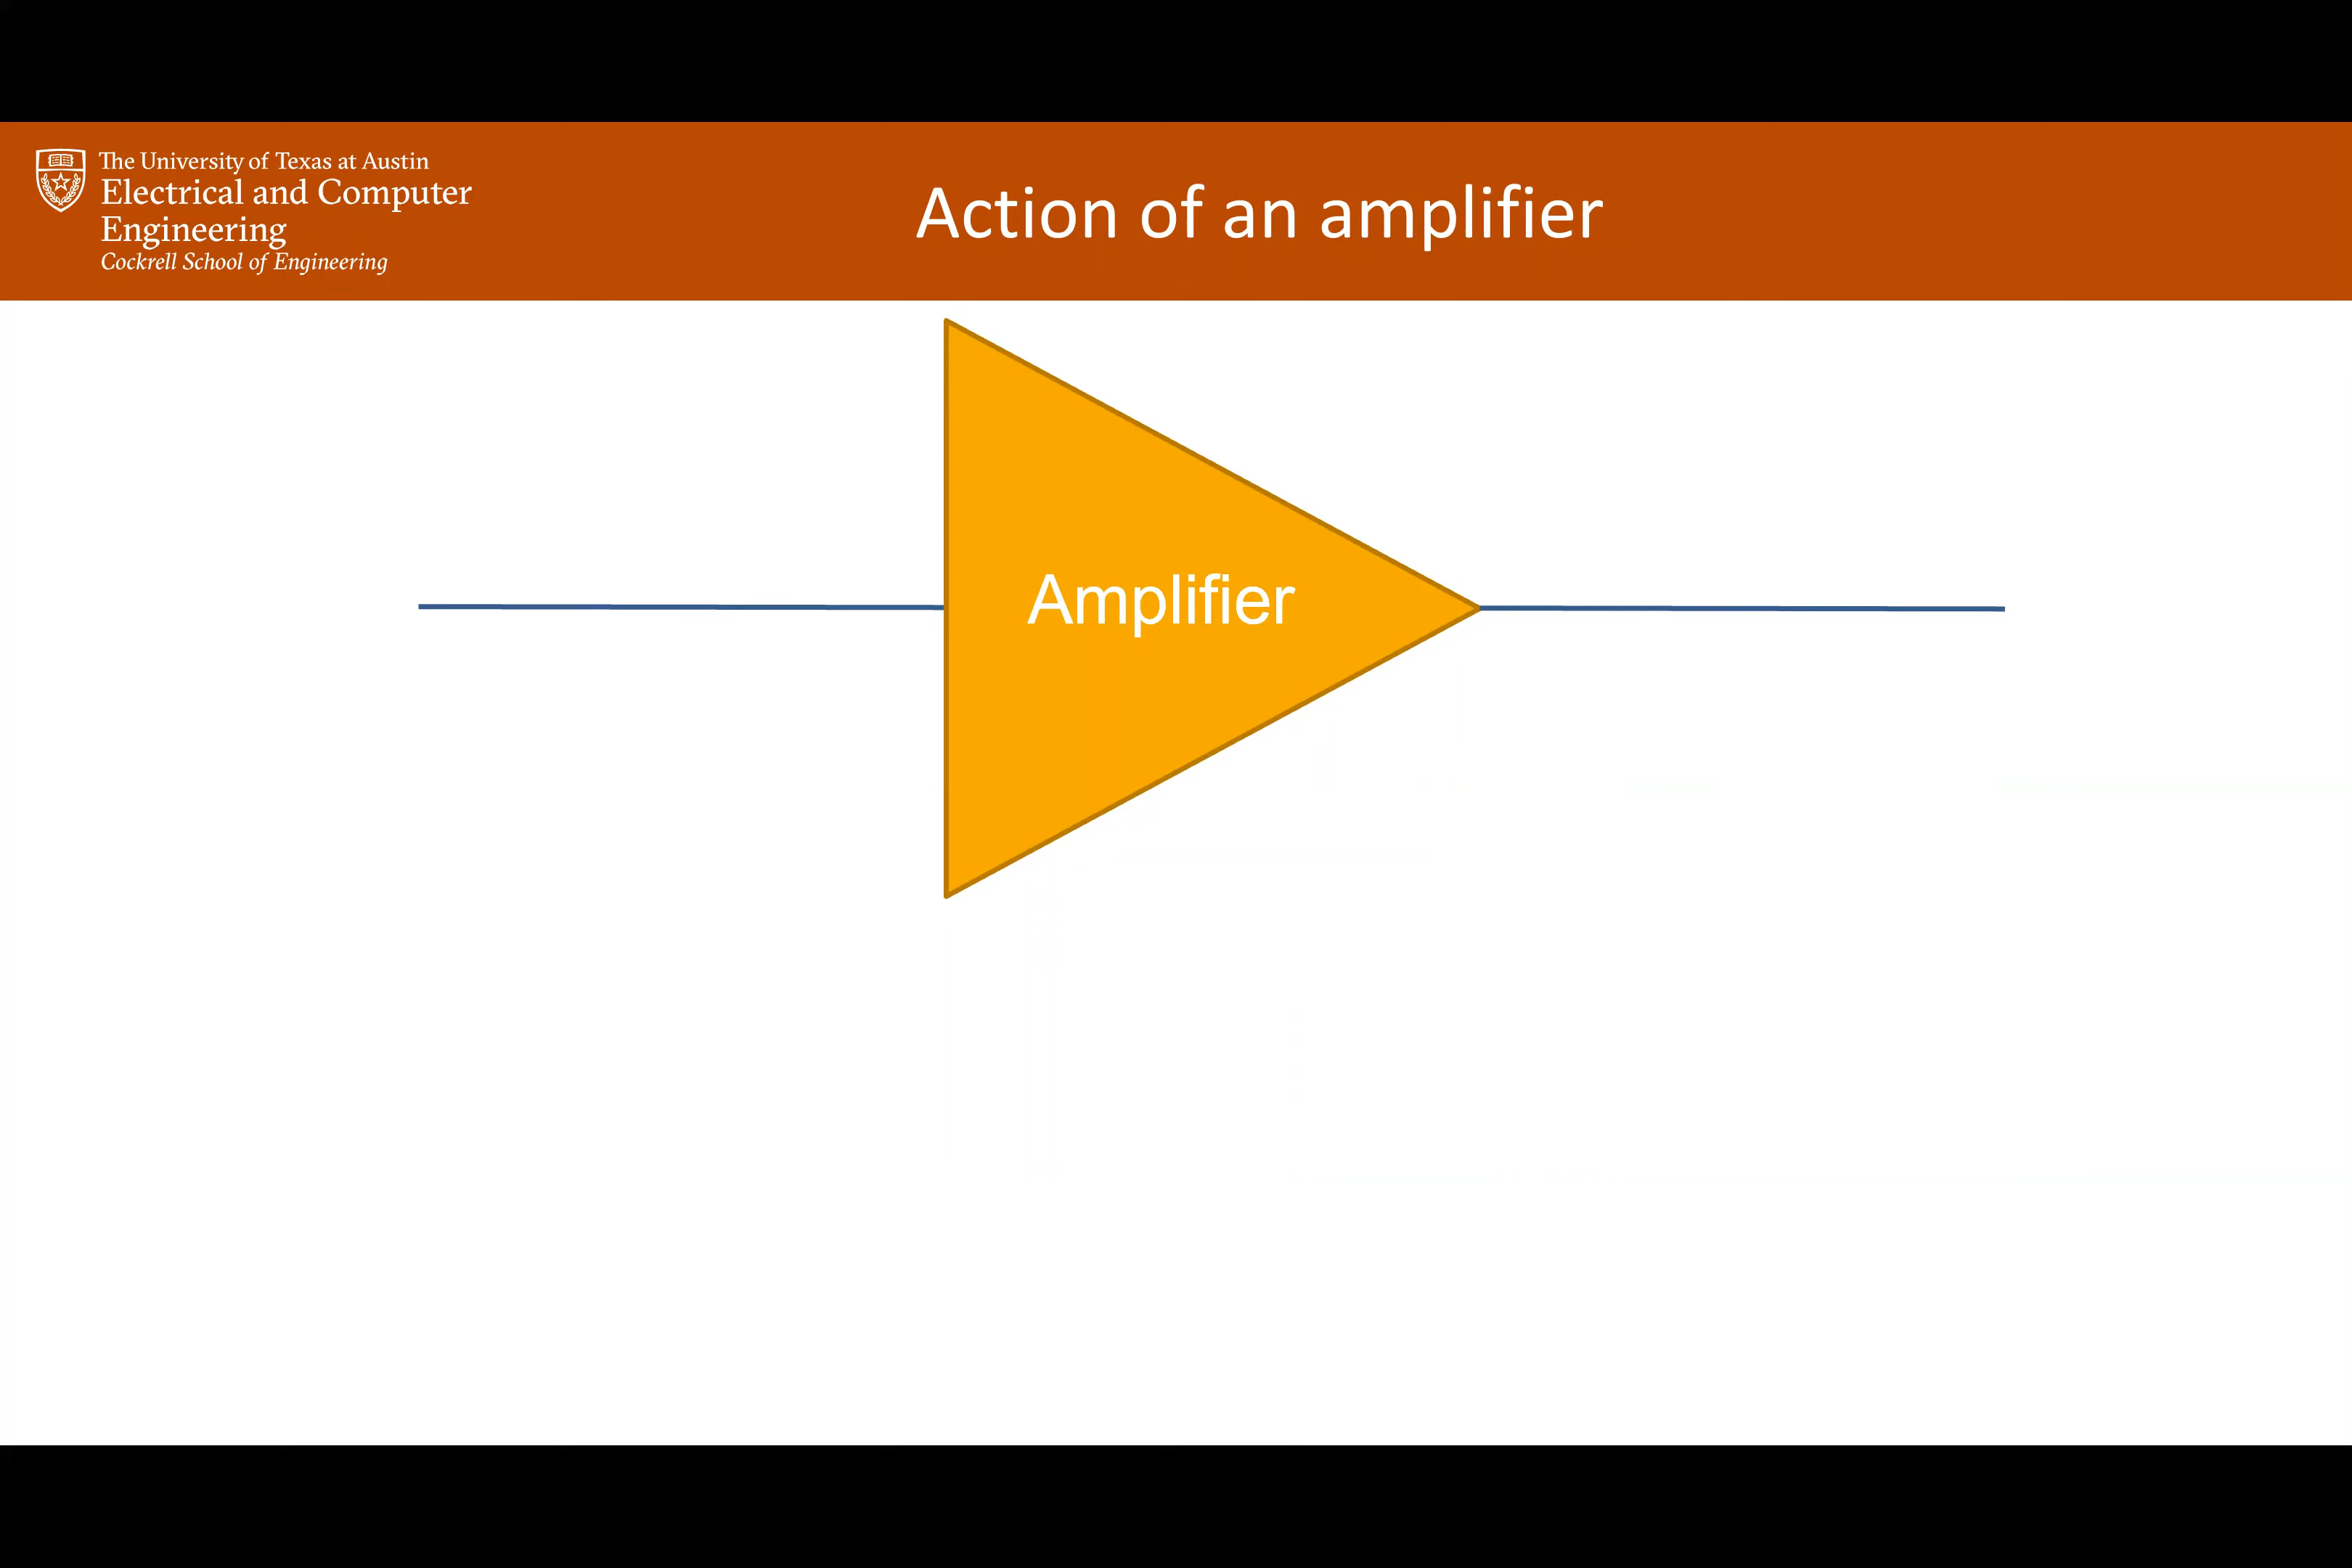 The University of Texas at Austin
Electrical and Computer
Engineering
Cockrell School of Engineering
Action of an amplifier
Amplifier